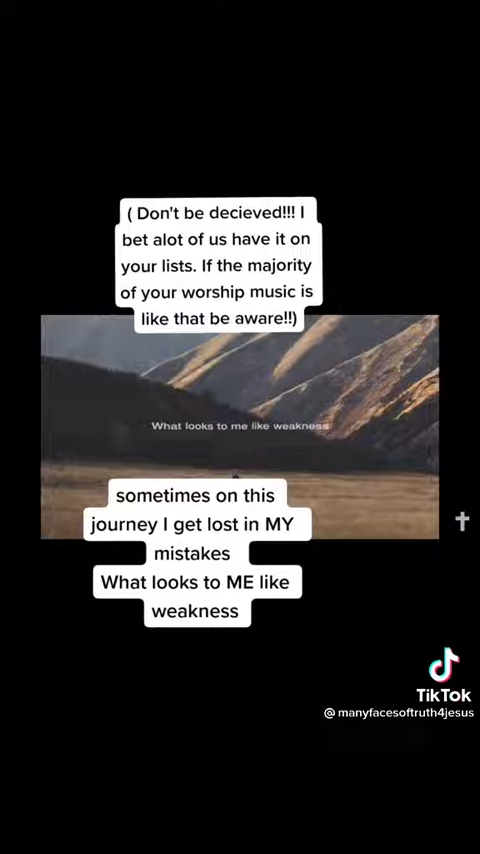 ( Don't be decieved!!! I
bet alot of us have it on
your lists. If the majority
of your worship music is
like that be aware!!)
What looks to me like weakness
sometimes on this
journey I get lost in MY
mistakes
What looks to ME like
weakness
TikTok
@manyfacesoftruth4jesus